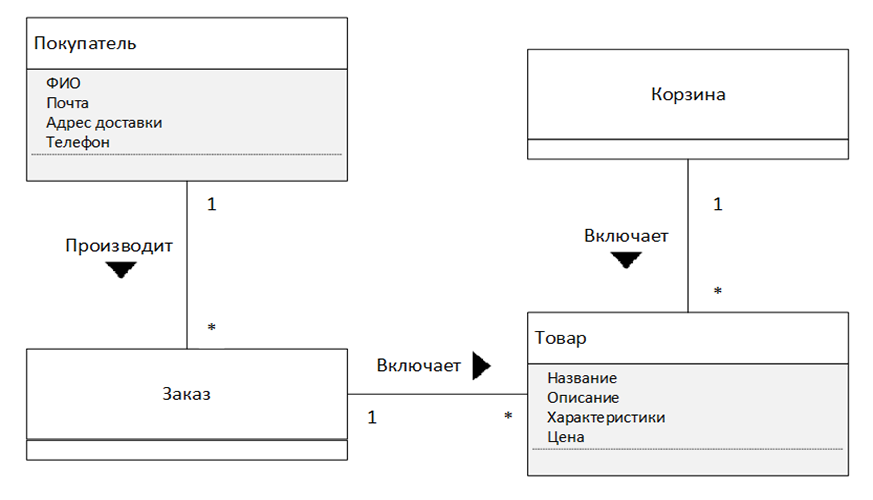 Покупатель
ФИО
Почта
Адрес доставки
Телефон
Корзина
1
Производит
*
1
Включает
*
Заказ
Включает
1
*
Товар
Название
Описание
Характеристики
Цена